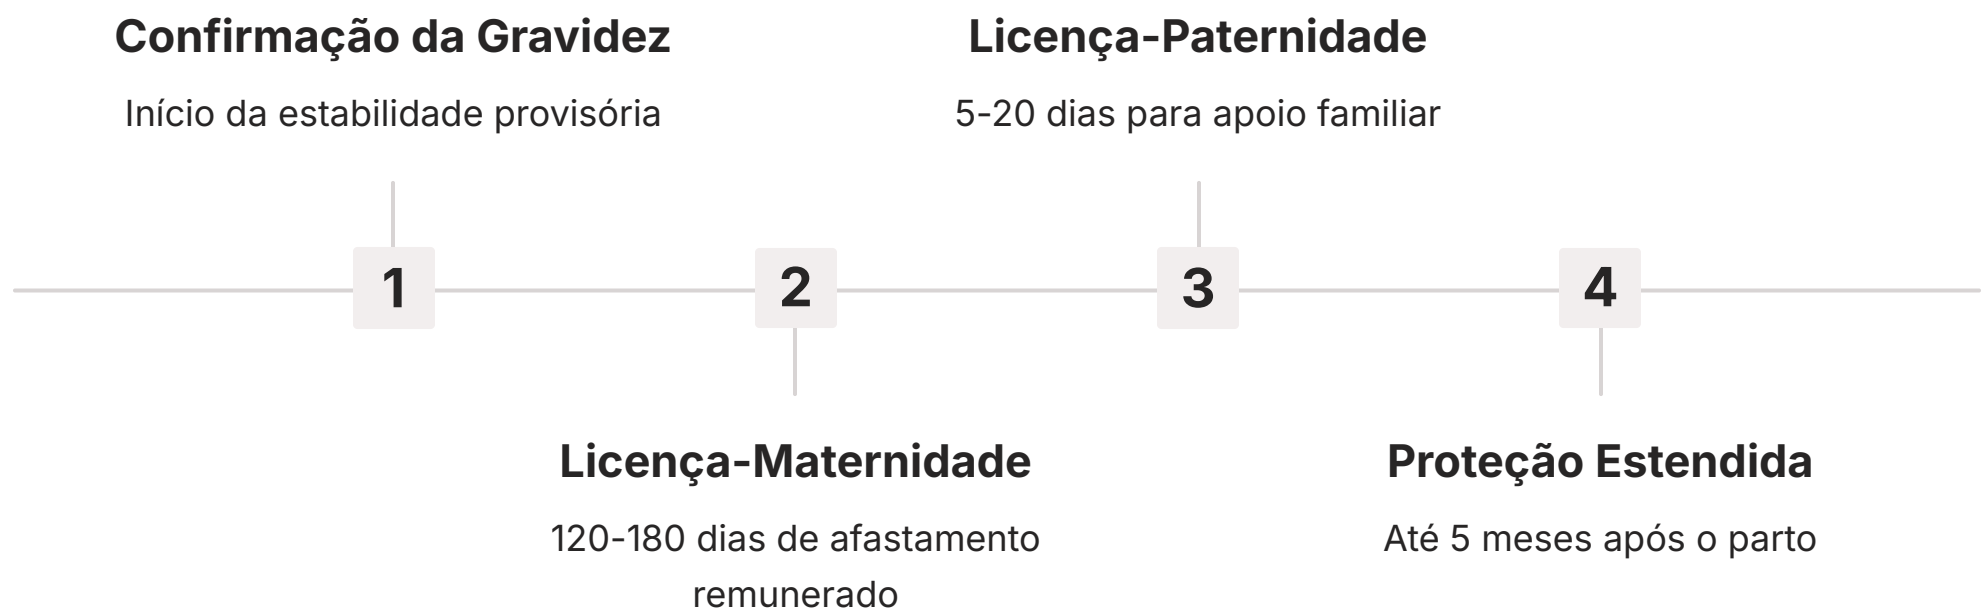 Confirmação da Gravidez
Início da estabilidade provisória
Licença-Paternidade
5-20 dias para apoio familiar
1
2
3
4
Licença-Maternidade
120-180 dias de afastamento
remunerado
Proteção Estendida
Até 5 meses após o parto